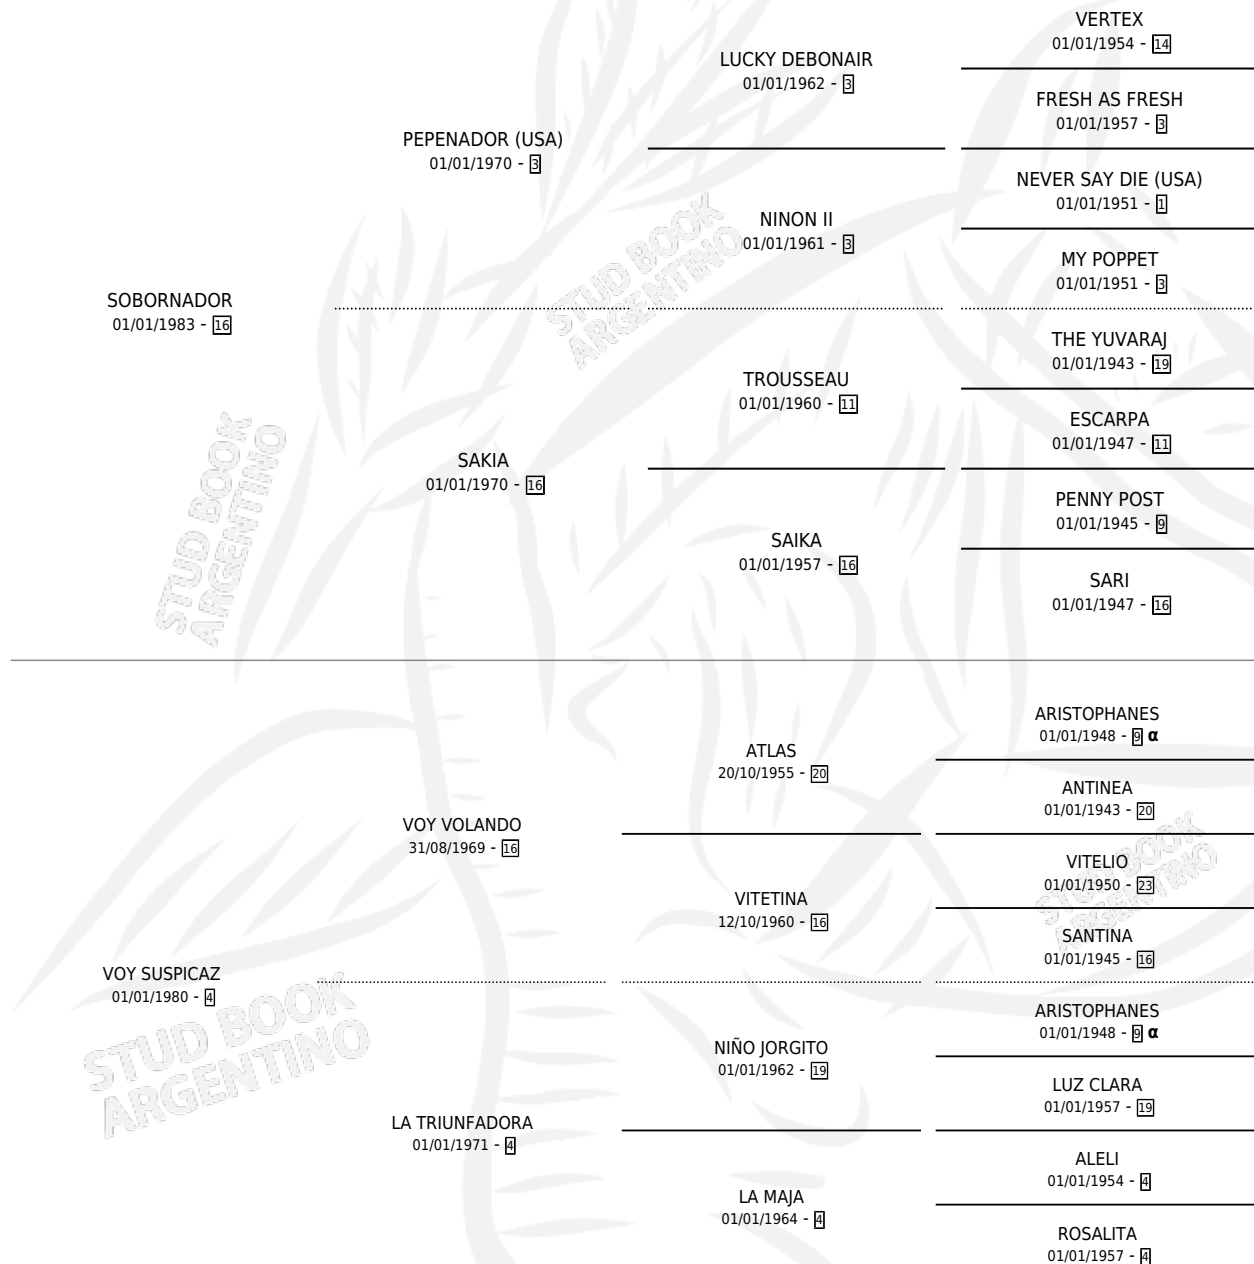 VERTEX
01/01/1954 - 14
LUCKY DEBONAIR
01/01/1962 - 3
FRESH AS FRESH
01/01/1957 - 3
PEPENADOR (USA)
01/01/1970 - 3
NEVER SAY DIE (USA)
01/01/1951 - 1
NINON II
01/01/1961 - 3
MY POPPET
01/01/1951 - 3
STUD BOOK
ARGENTINO
SOBORNADOR
01/01/1983 - 16
THE YUVARAJ
01/01/1943 - 19
TROUSSEAU
01/01/1960 - 11
ESCARPA
01/01/1947 - 11
SAKIA
01/01/1970 - 16
PENNY POST
01/01/1945 - 9
SAIKA
01/01/1957 - 16
SARI
01/01/1947 - 16
STUD BOOK
ARGENTINO
ARISTOPHANES
01/01/1948 - 9 α
ATLAS
20/10/1955 - 20
ANTINEA
01/01/1943 - 20
VOY VOLANDO
31/08/1969 - 16
VITELIO
01/01/1950 - 23
STUD BOOK
ARGENTINO
VITETINA
12/10/1960 - 16
SANTINA
01/01/1945 - 16
VOY SUSPICAZ
01/01/1980 - 4
STUD BOOK
ARGENTINO
ARISTOPHANES
01/01/1948 - 9 α
NIÑO JORGITO
01/01/1962 - 19
LUZ CLARA
01/01/1957 - 19
LA TRIUNFADORA
01/01/1971 - 4
ALELI
01/01/1954 - 4
LA MAJA
01/01/1964 - 4
ROSALITA
01/01/1957 - 4